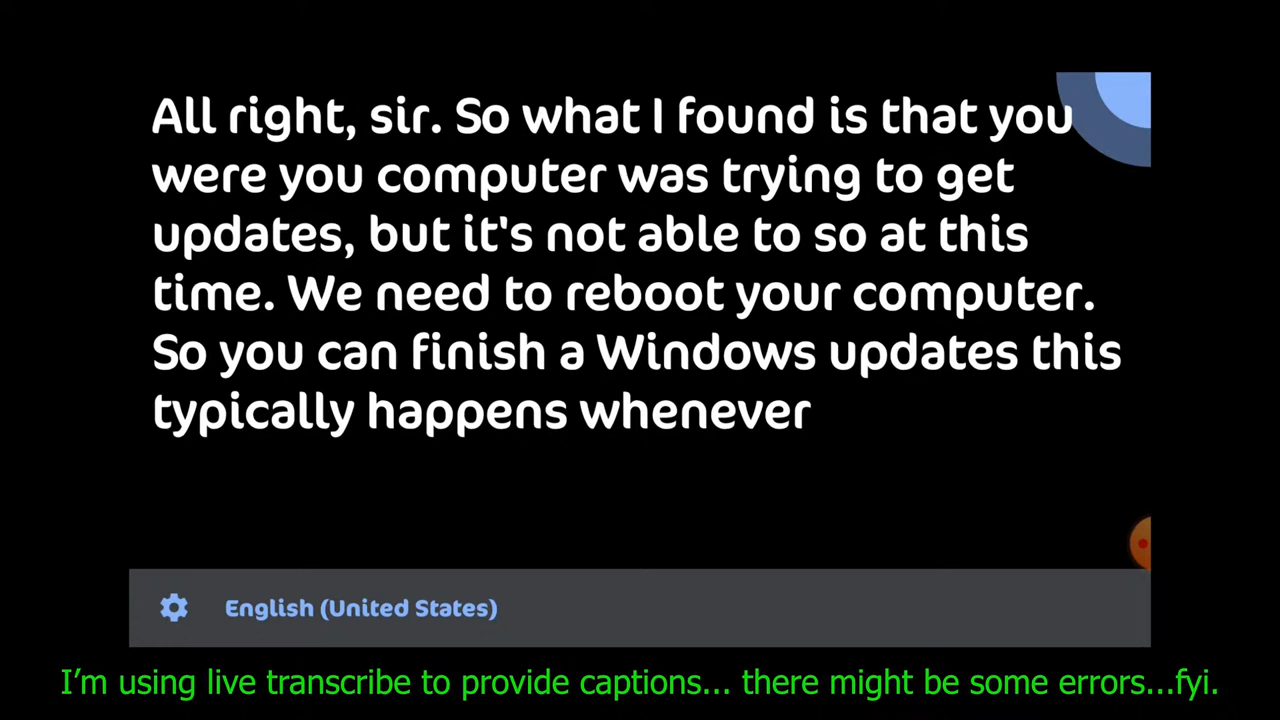 All right, sir. So what I found is that you
were you computer was trying to get
updates, but it's not able to so at this
time. We need to reboot your computer.
So you can finish a Windows updates this
typically happens whenever
English (United States)
I’m using live transcribe to provide captions... there might be some errors...fyi.